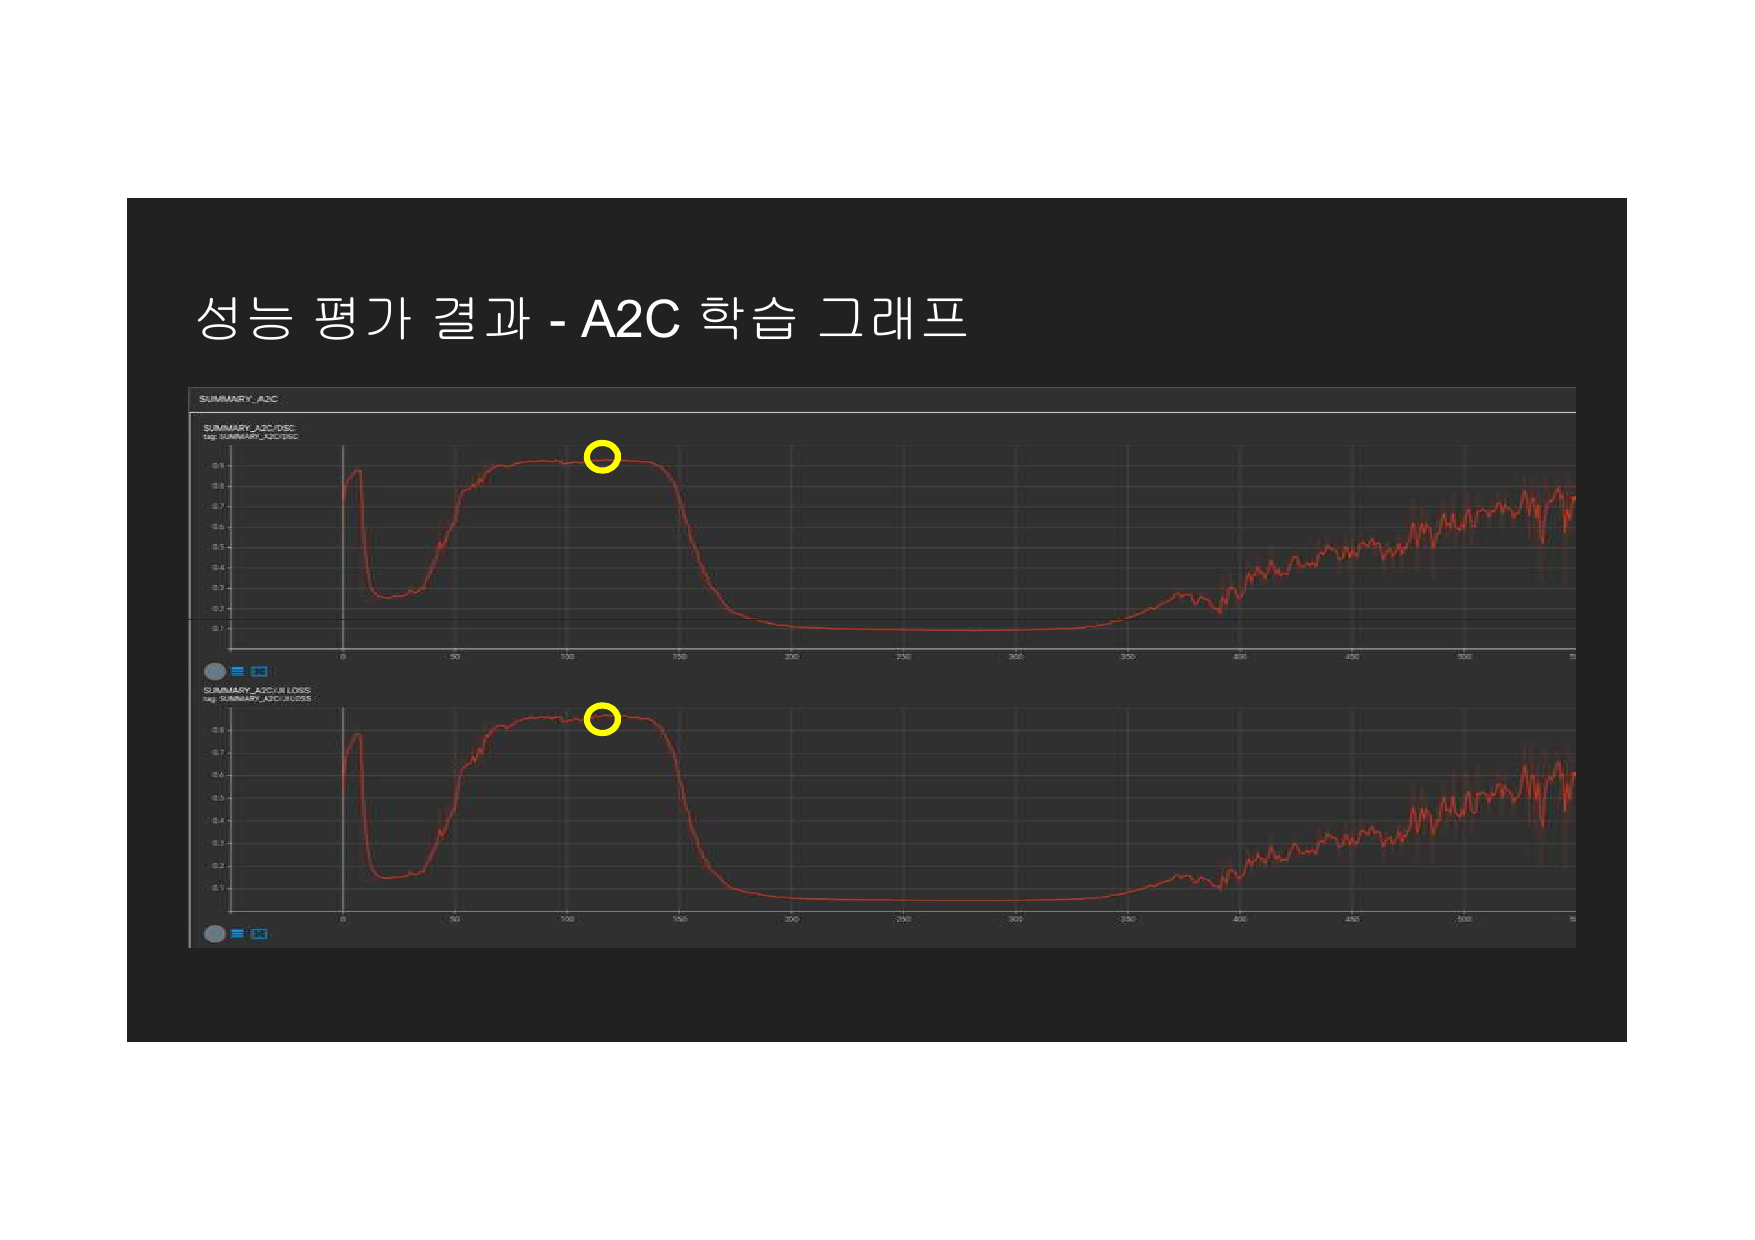 성능 평가 결과 - A2C 학습 그래프
SUMMARY_A2C
SUMMARY_A2C/DSC
tag: SUMMARY_A2C/DSC
0.9
0.8
0.7
0.6
0.5
0.4
0.3
0.2
0.1
0 50 100 150 200 250 300 350 400 450 500
SUMMARY_A2C/JI LOSS
tag: SUMMARY_A2C/JI LOSS
0.8
0.7
0.6
0.5
0.4
0.3
0.2
0.1
0 50 100 150 200 250 300 350 400 450 500